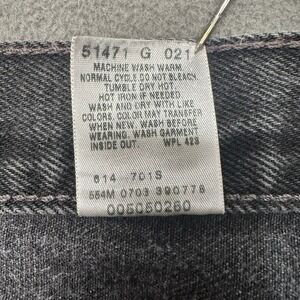 51471 G 021
MACHINE WASH WARM
NORMAL CYCLE. DO NOT BLEACH
TUMBLE DRY HOT.
HOT IRON IF NEEDED
WASH AND DRY WITH LIKE
COLORS. COLOR MAY TRANSFER
WHEN NEW. WASH BEFORE
WEARING. WASH GARMENT
INSIDE OUT. WPL 423
614 701S
554M 0703 390778
005050260